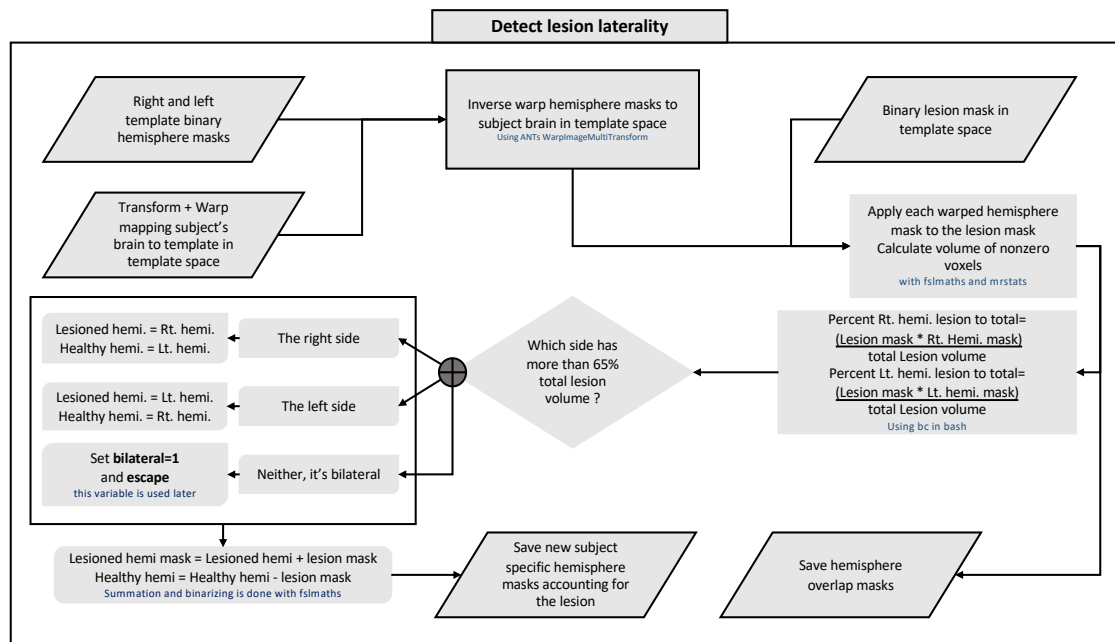 Detect lesion laterality
Right and left
template binary
hemisphere masks
Inverse warp hemisphere masks to
subject brain in template space
Using ANTs WarpImageMultiTransform
Binary lesion mask in
template space
Transform + Warp
mapping subject's
brain to template in
template space
Apply each warped hemisphere
mask to the lesion mask
Calculate volume of nonzero
voxels
with fslmaths and mrstats
Percent Rt. hemi. lesion to total=
(Lesion mask * Rt. Hemi. mask)
total Lesion volume
Percent Lt. hemi. lesion to total=
(Lesion mask * Lt. hemi. mask)
total Lesion volume
Using bc in bash
Which side has
more than 65%
total lesion
volume ?
The right side
Lesioned hemi. = Rt. hemi.
Healthy hemi. = Lt. hemi.
The left side
Lesioned hemi. = Lt. hemi.
Healthy hemi. = Rt. hemi.
Neither, it's bilateral
Set bilateral=1
and escape
this variable is used later
Lesioned hemi mask = Lesioned hemi + lesion mask
Healthy hemi = Healthy hemi - lesion mask
Summation and binarizing is done with fslmaths
Save new subject
specific hemisphere
masks accounting for
the lesion
Save hemisphere
overlap masks